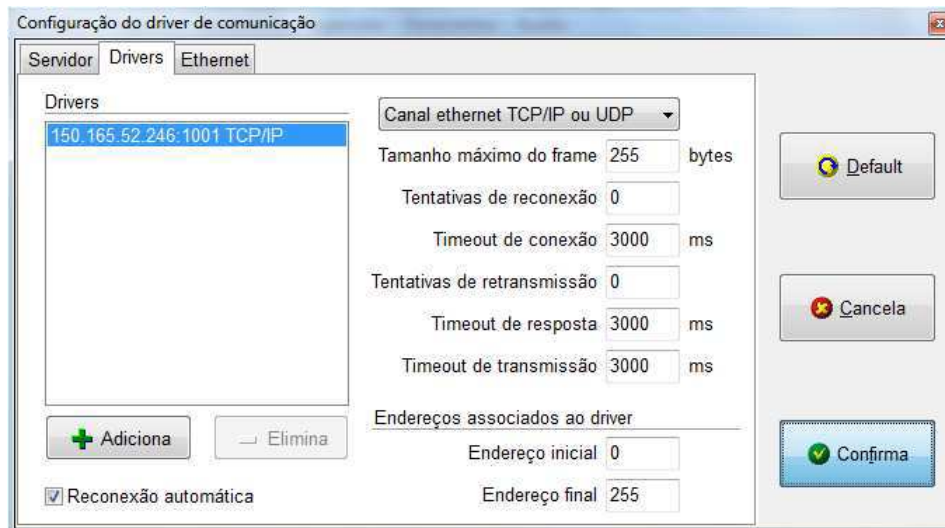 Configuração do driver de comunicação
Servidor Drivers Ethernet
Drivers
150.165.52.246:1001 TCP/IP
Adiciona Elimina
Reconexão automática
Canal ethernet TCP/IP ou UDP
Tamanho máximo do frame 255 bytes
Tentativas de reconexão 0
Timeout de conexão 3000 ms
Tentativas de retransmissão 0
Timeout de resposta 3000 ms
Timeout de transmissão 3000 ms
Endereços associados ao driver
Endereço inicial 0
Endereço final 255
Default
Cancela
Confirma